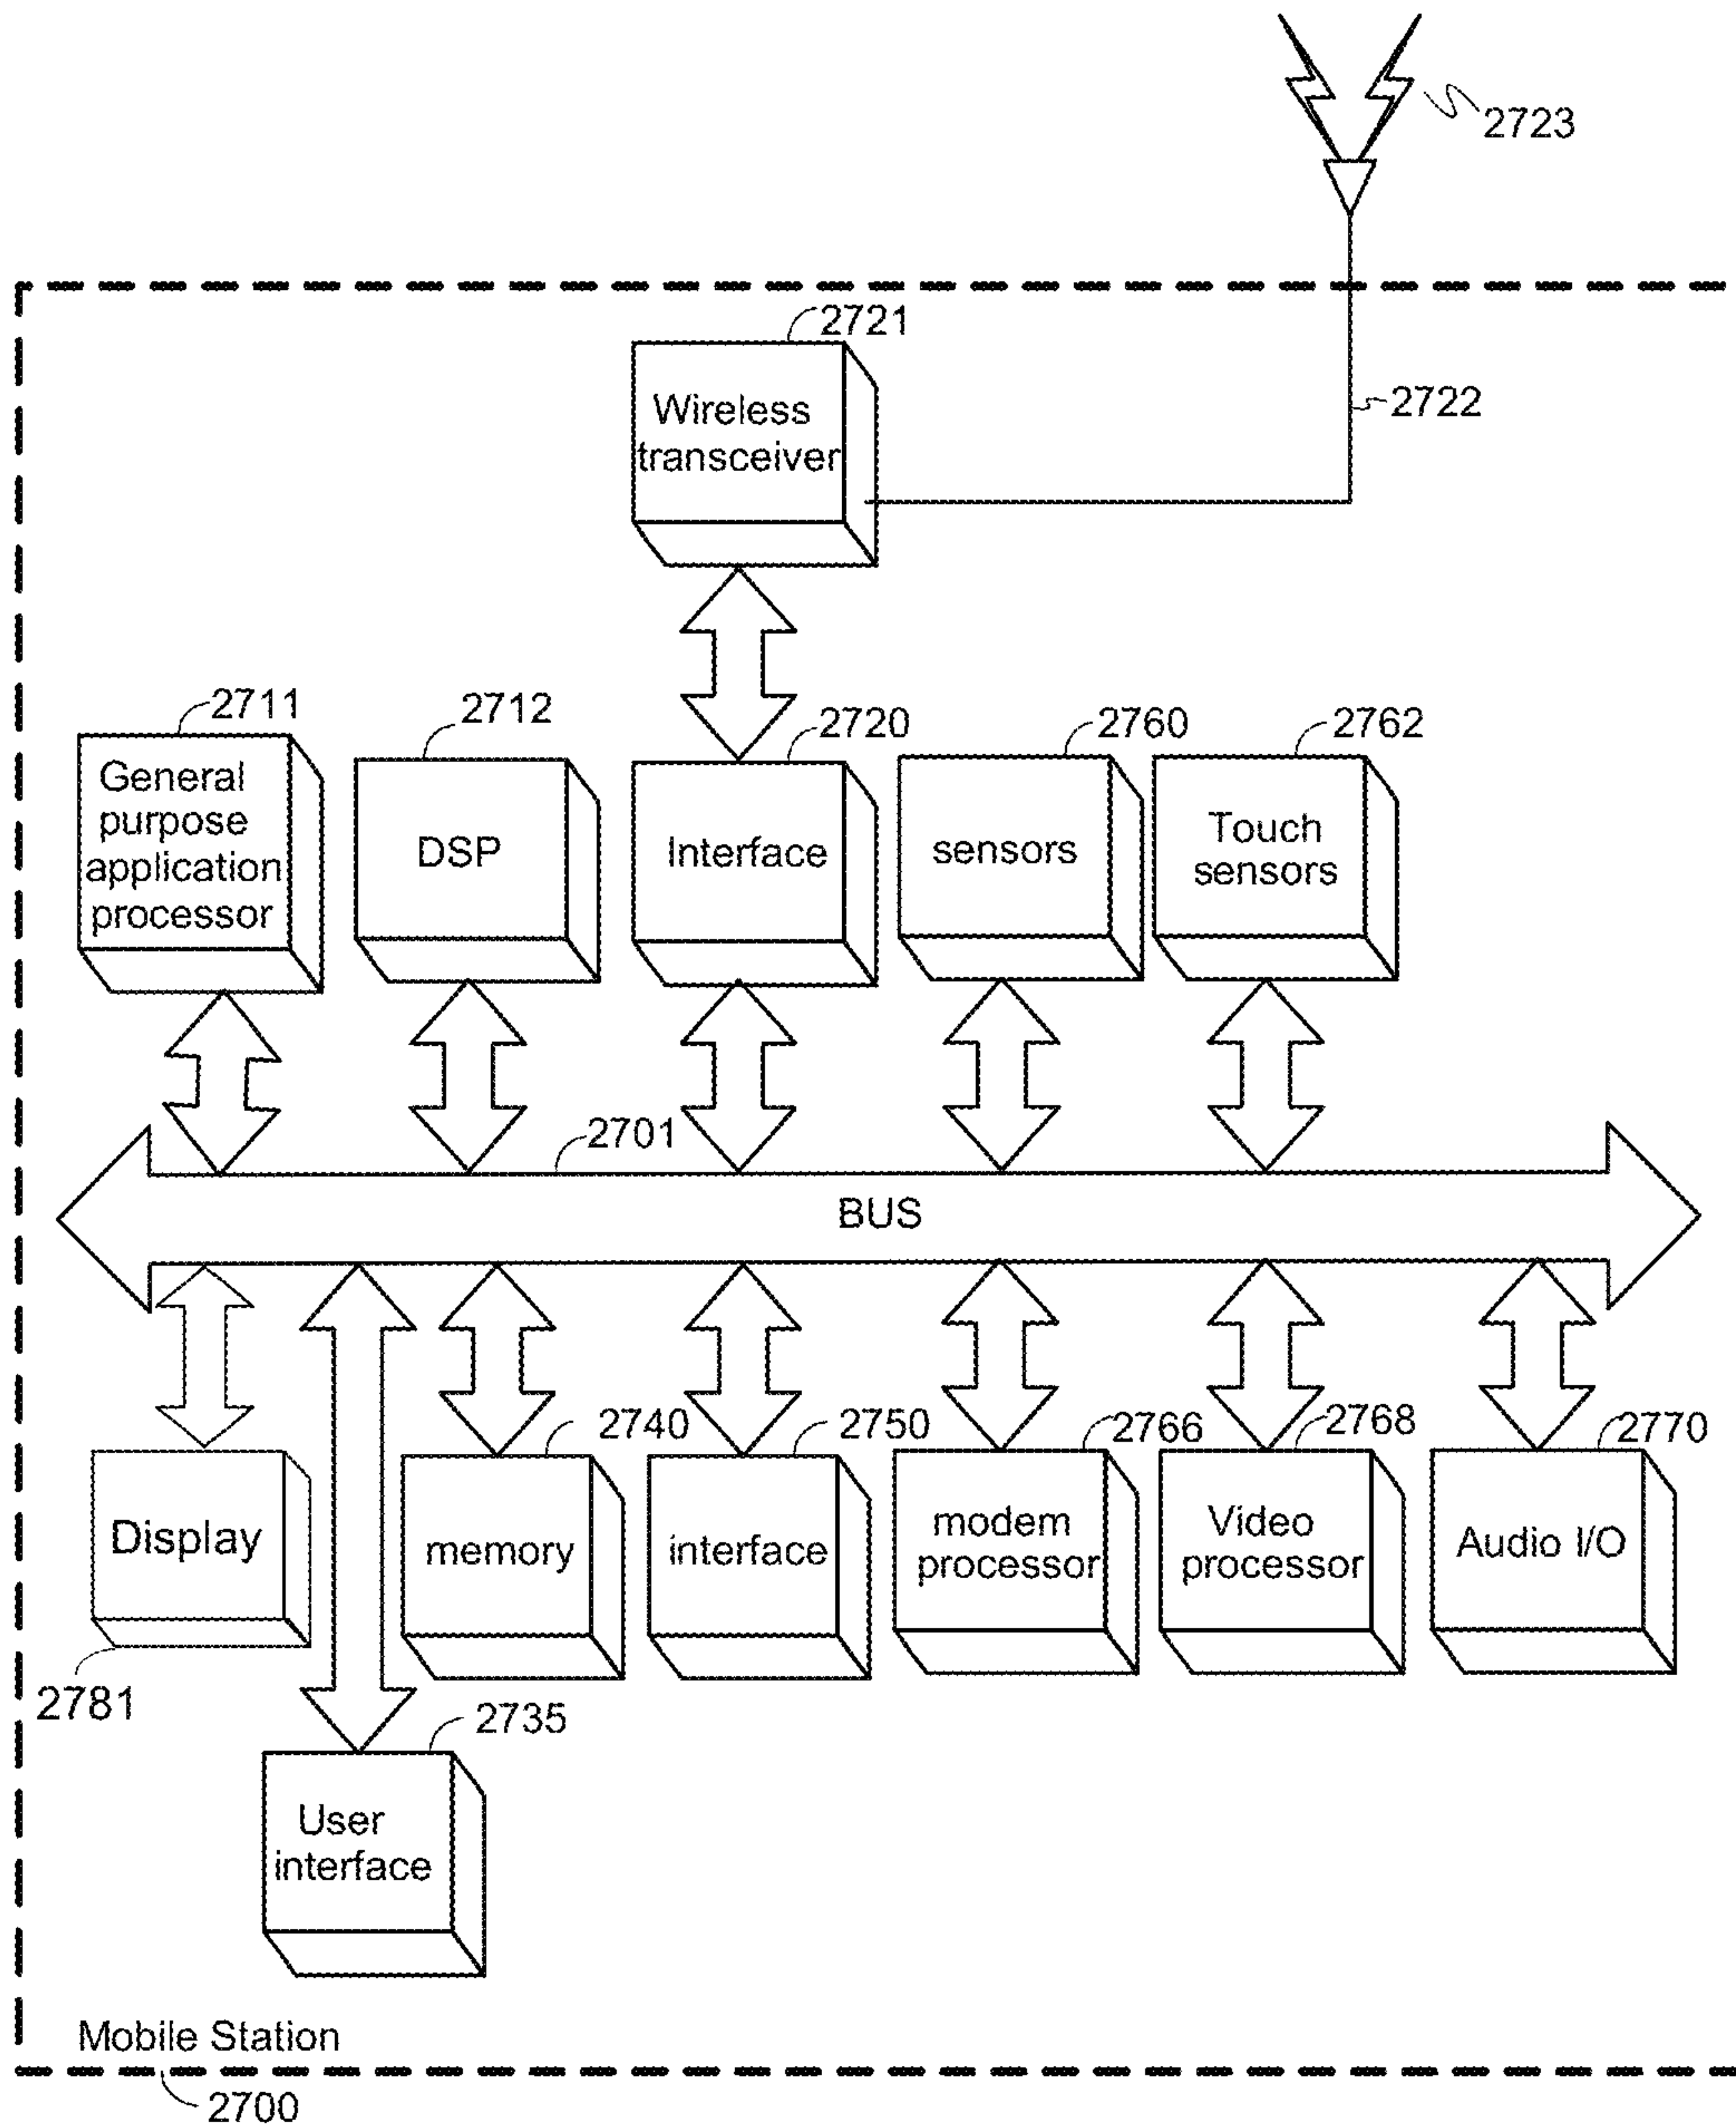 2723
2721
Wireless
transceiver
2722
2711
General
purpose
application
processor
2712
DSP
2720
Interface
2760
sensors
2762
Touch
sensors
2701
BUS
Display
2781
2740
memory
2750
interface
2766
modem
processor
2768
Video
processor
2770
Audio I/O
2735
User
interface
Mobile Station
2700